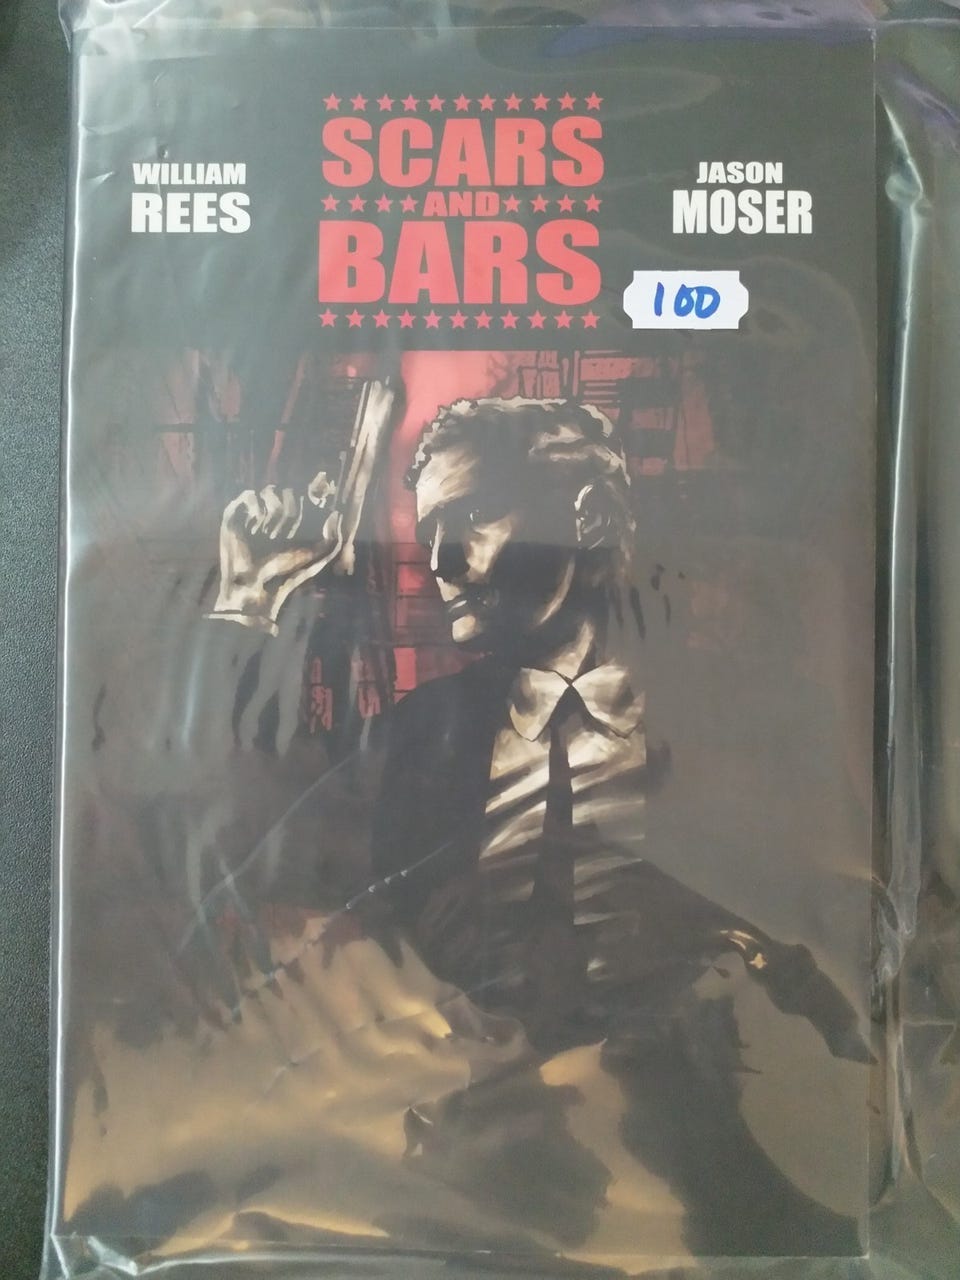 SCARS
AND
BARS
WILLIAM
REES
JASON
MOSER
100